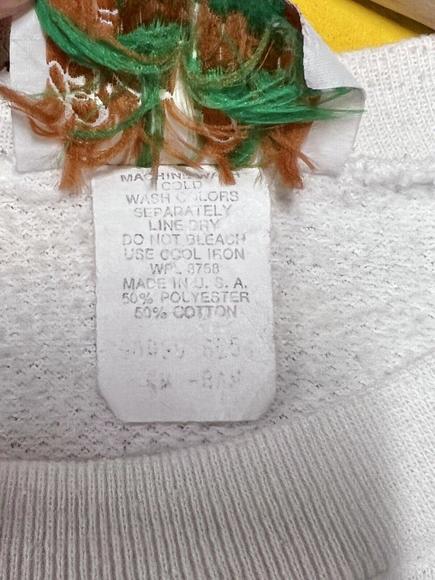 MACHINE WASH
COLD
WASH COLORS
SEPARATELY
LINE DRY
DO NOT BLEACH
USE COOL IRON
WPL 8758
MADE IN U. S. A.
50% POLYESTER
50% COTTON